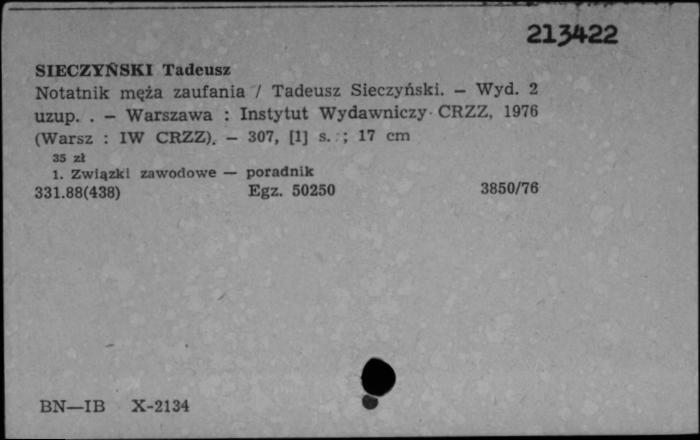 213422
SIECZYŃSKI Tadeusz
Notatnik męża zaufania / Tadeusz Sieczyński. — Wyd. 2
uzup. . — Warszawa : Instytut Wydawniczy CRZZ, 1976
(Warsz : IW CRZZ). — 307, [1] s. ; 17 cm
35 zł
1. Związki zawodowe — poradnik
331.88(438) Egz. 50250 3850/76
BN—IB X-2134